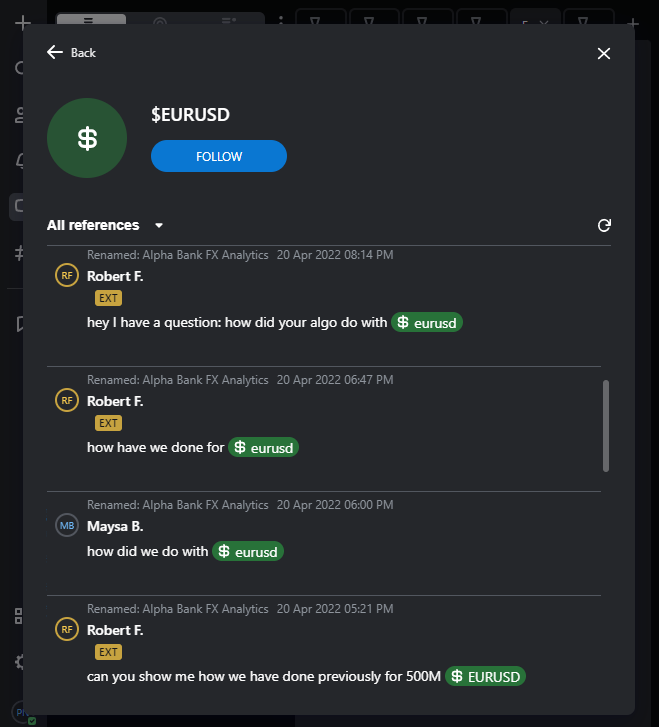 Back
$EURUSD
FOLLOW
All references
Renamed: Alpha Bank FX Analytics 20 Apr 2022 08:14 PM
RF
Robert F.
EXT
hey I have a question: how did your algo do with $ eurusd
Renamed: Alpha Bank FX Analytics 20 Apr 2022 06:47 PM
RF
Robert F.
EXT
how have we done for $ eurusd
Renamed: Alpha Bank FX Analytics 20 Apr 2022 06:00 PM
MB
Maysa B.
how did we do with $ eurusd
Renamed: Alpha Bank FX Analytics 20 Apr 2022 05:21 PM
RF
Robert F.
EXT
can you show me how we have done previously for 500M $ EURUSD